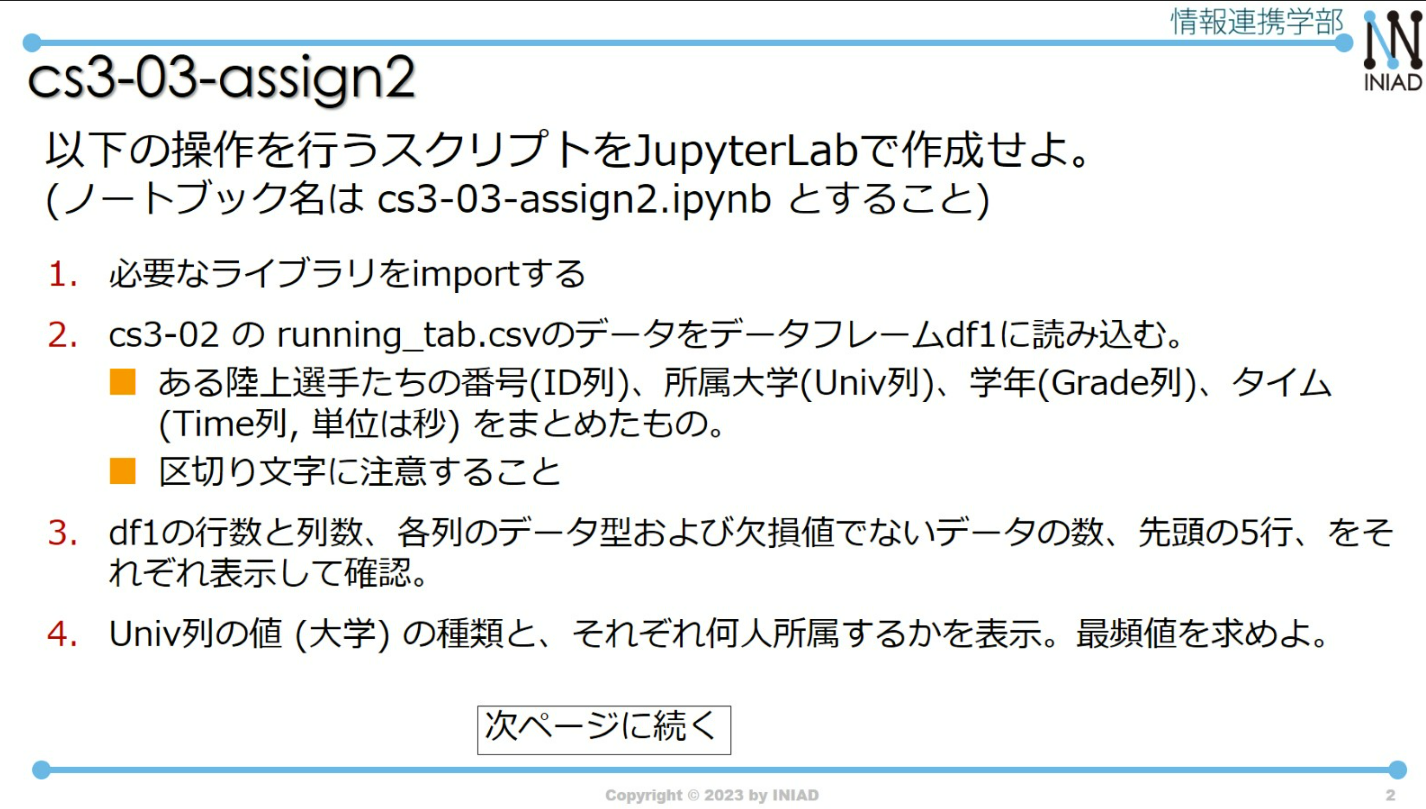 情報連携学部
INIAD
cs3-03-assign2
以下の操作を行うスクリプトをJupyterLabで作成せよ。
(ノートブック名は cs3-03-assign2.ipynb とすること)
1. 必要なライブラリをimportする
2. cs3-02 の running_tab.csvのデータをデータフレームdf1に読み込む。
■ ある陸上選手たちの番号(ID列)、所属大学(Univ列)、学年(Grade列)、タイム
(Time列, 単位は秒) をまとめたもの。
■ 区切り文字に注意すること
3. df1の行数と列数、各列のデータ型および欠損値でないデータの数、先頭の5行、をそ
れぞれ表示して確認。
4. Univ列の値 (大学) の種類と、それぞれ何人所属するかを表示。最頻値を求めよ。
次ページに続く
Copyright © 2023 by INIAD
2